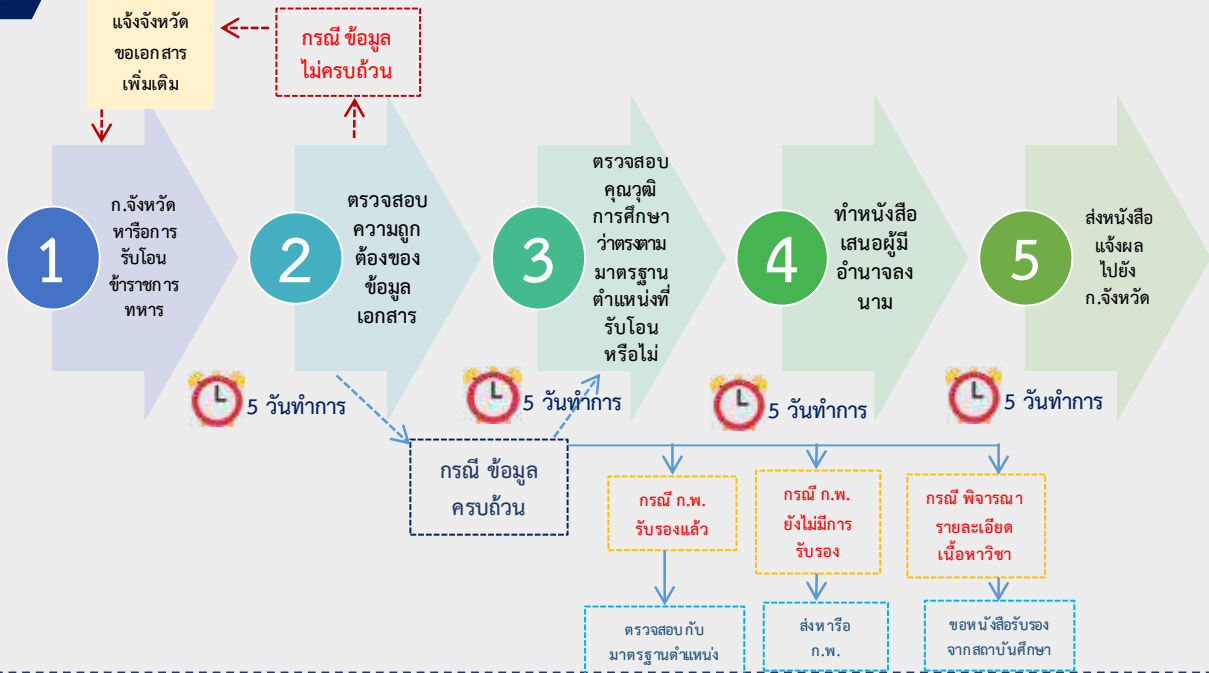 แจ้งจังหวัด
ขอเอกสาร
เพิ่มเติม
กรณี ข้อมูล
ไม่ครบถ้วน
1
ก.จังหวัด
หารือการ
รับโอน
ข้าราชการ
ทหาร
2
ตรวจสอบ
ความถูก
ต้องของ
ข้อมูล
เอกสาร
3
ตรวจสอบ
คุณวุฒิ
การศึกษา
ว่าตรงตาม
มาตรฐาน
ตำแหน่งที่
รับโอน
หรือไม่
4
ทำหนังสือ
เสนอผู้มี
อำนาจลง
นาม
5
ส่งหนังสือ
แจ้งผล
ไปยัง
ก.จังหวัด
5 วันทำการ
5 วันทำการ
5 วันทำการ
5 วันทำการ
กรณี ข้อมูล
ครบถ้วน
กรณี ก.พ.
รับรองแล้ว
กรณี ก.พ.
ยังไม่มีการ
รับรอง
กรณี พิจารณา
รายละเอียด
เนื้อหาวิชา
ตรวจสอบกับ
มาตรฐานตำแหน่ง
ส่งหารือ
ก.พ.
ขอหนังสือรับรอง
จากสถาบันศึกษา